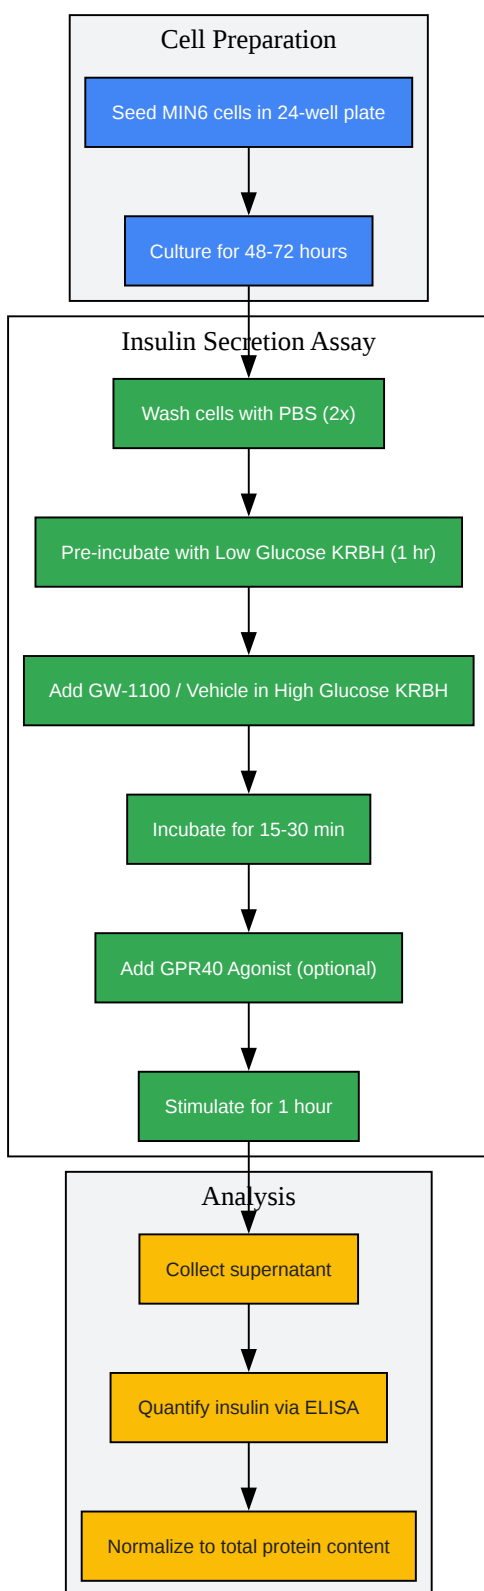 Cell Preparation
Seed MIN6 cells in 24-well plate
Culture for 48-72 hours
Insulin Secretion Assay
Wash cells with PBS (2x)
Pre-incubate with Low Glucose KRBH (1 hr)
Add GW-1100 / Vehicle in High Glucose KRBH
Incubate for 15-30 min
Add GPR40 Agonist (optional)
Stimulate for 1 hour
Analysis
Collect supernatant
Quantify insulin via ELISA
Normalize to total protein content